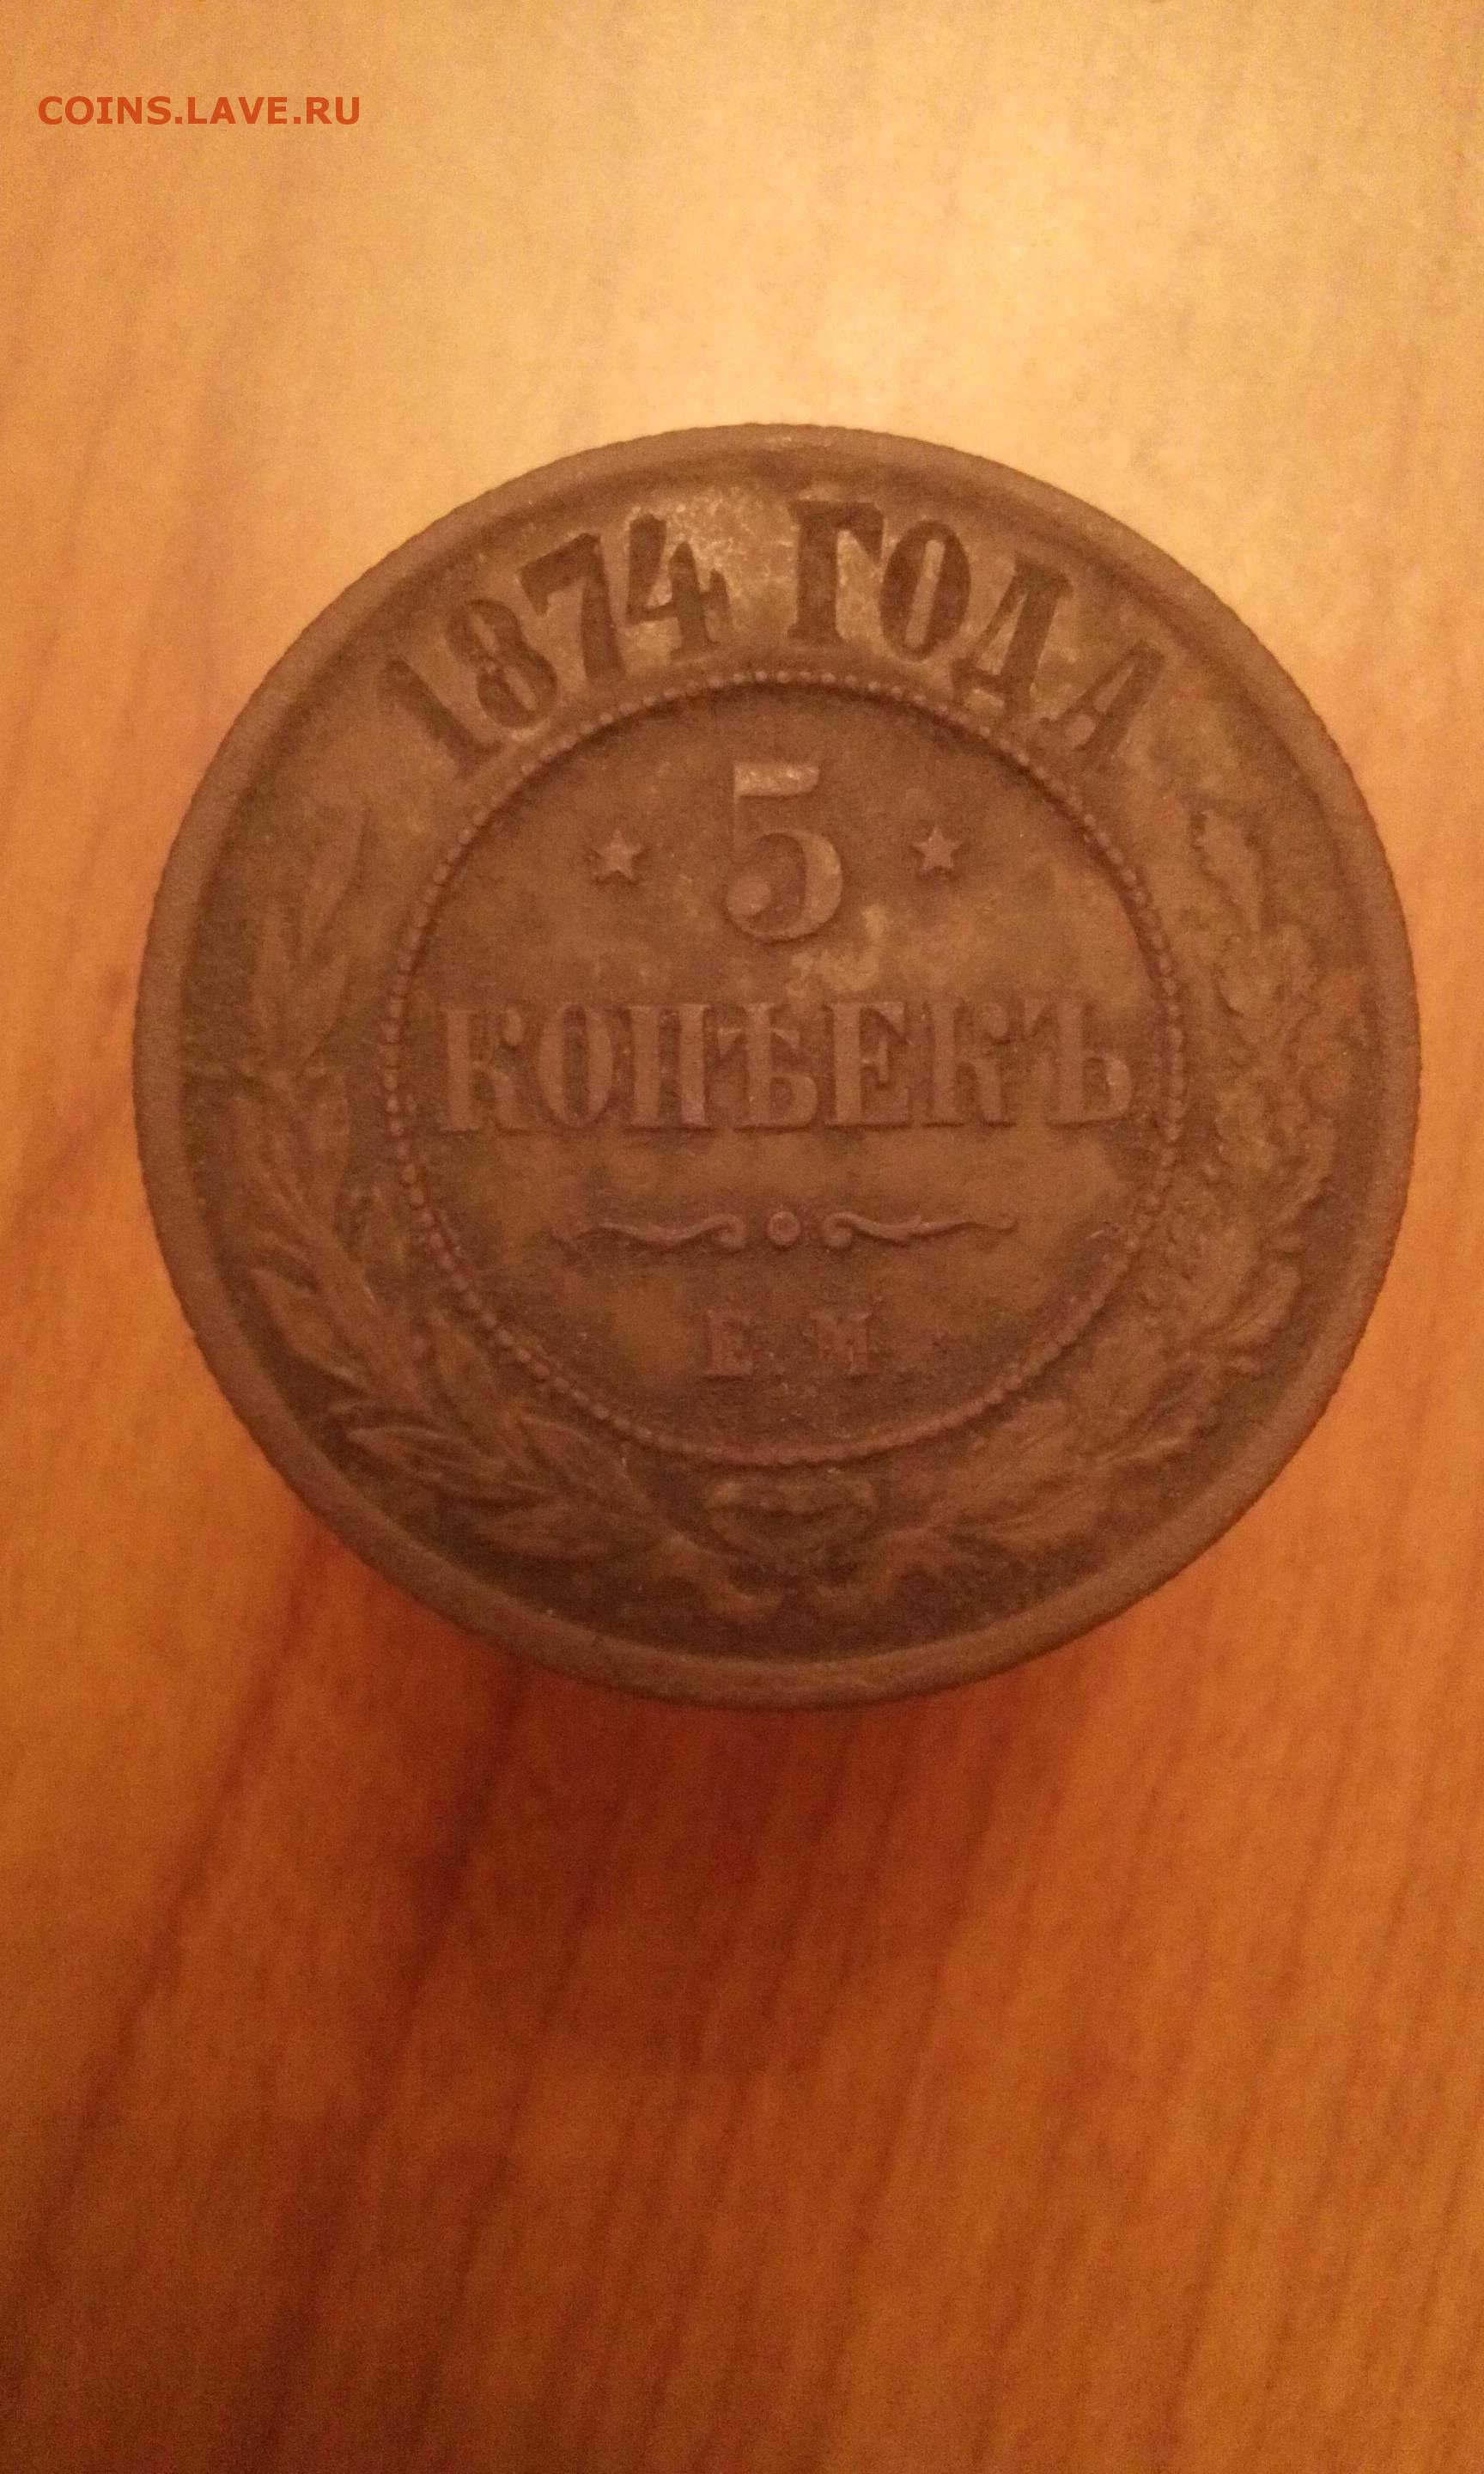 COINS.LAVE.RU
1874 ГОДА
5
КОПѢЕКЪ
Е.М.